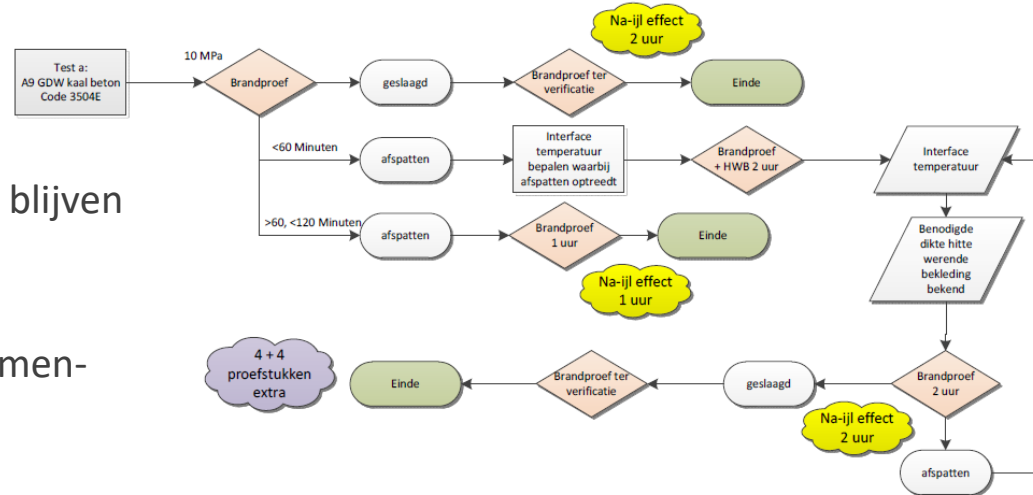 Na-ijl effect
2 uur
Test a:
A9 GDW kaal beton
Code 3504E
10 MPa
Brandproef
geslaagd
Brandproef ter
verificatie
Einde
<60 Minuten
afspatten
Interface
temperatuur
bepalen waarbij
afspatten optreedt
Brandproef
+ HWB 2 uur
Interface
temperatuur
blijven
>60, <120 Minuten
afspatten
Brandproef
1 uur
Einde
Benodigde
dikte hitte
werende
bekleding
bekend
Na-ijl effect
1 uur
men-
4 + 4
proefstukken
extra
Einde
Brandproef ter
verificatie
geslaagd
Brandproef
2 uur
Na-ijl effect
2 uur
afspatten